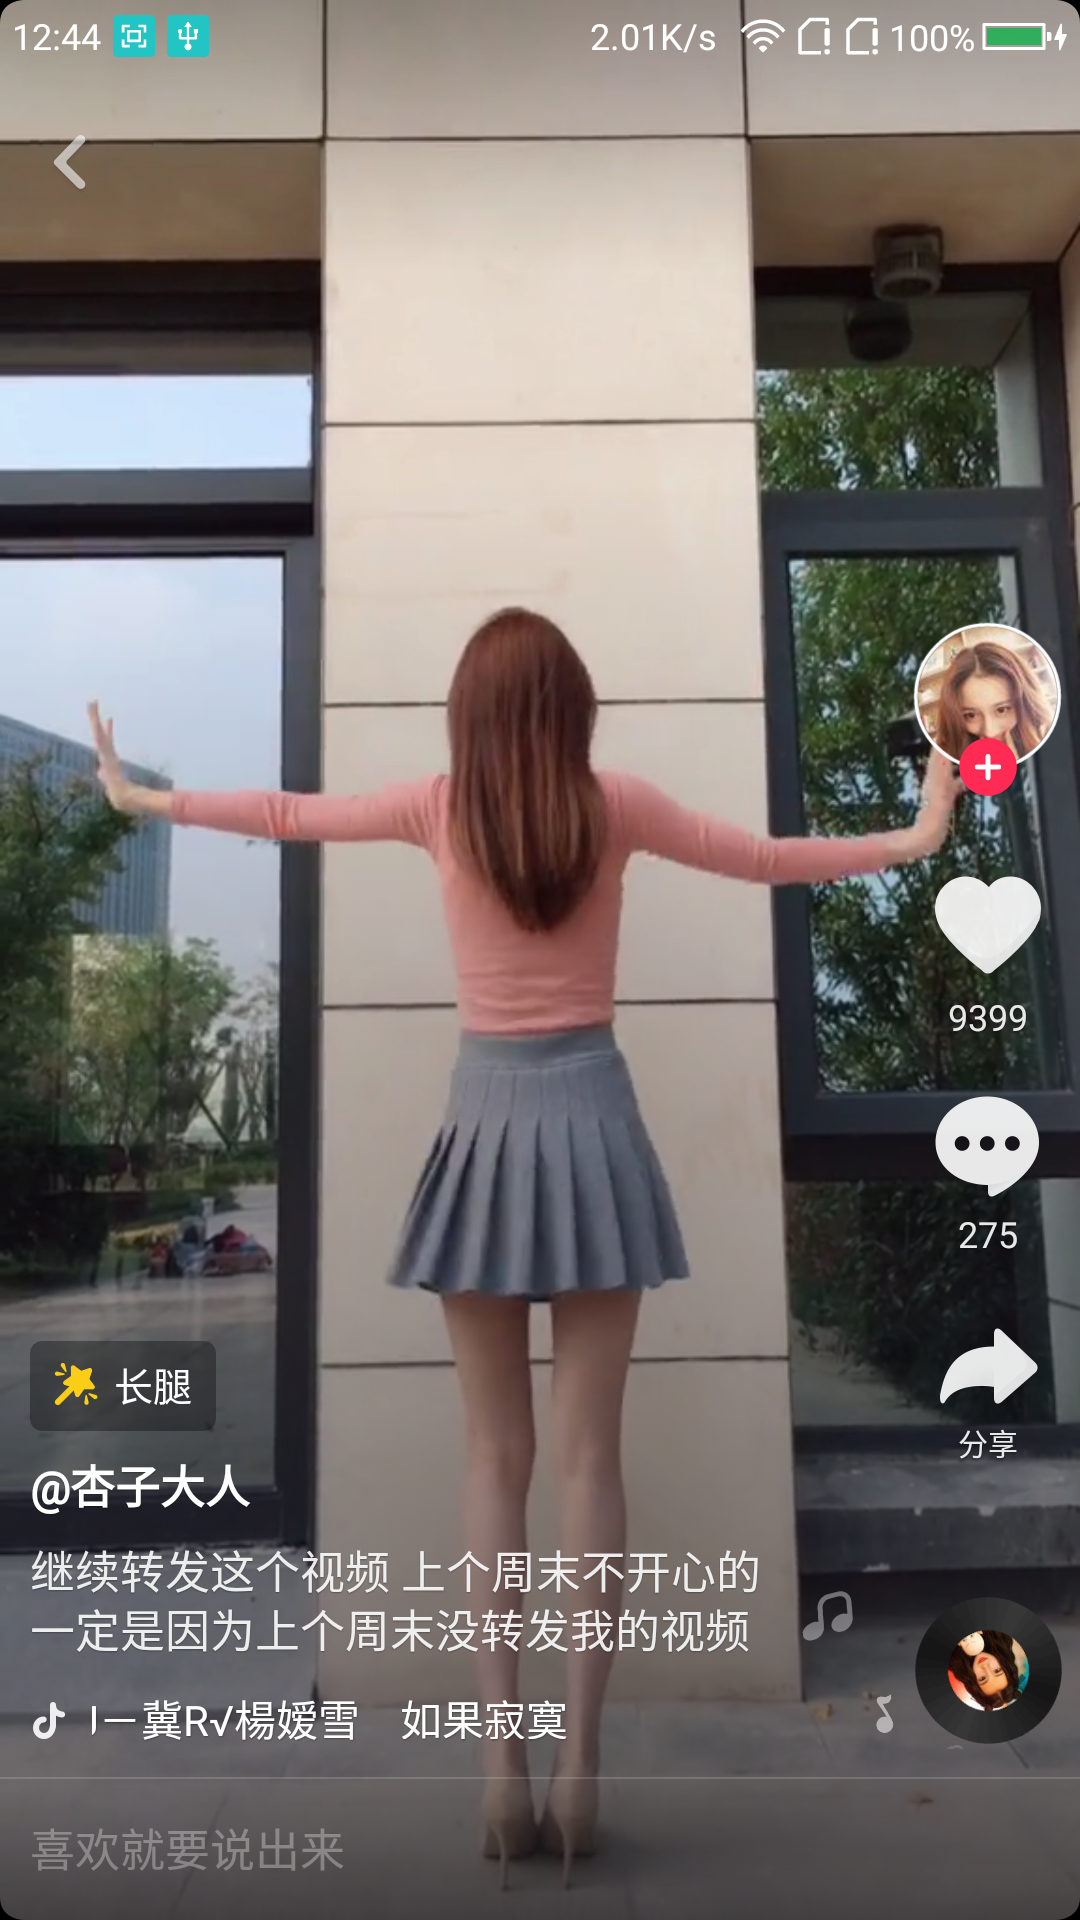 12:44 2.01K/s 100%
9399
275
分享
长腿
@杏子大人
继续转发这个视频 上个周末不开心的
一定是因为上个周末没转发我的视频
一冀R√楊嫒雪 如果寂寞
喜欢就要说出来